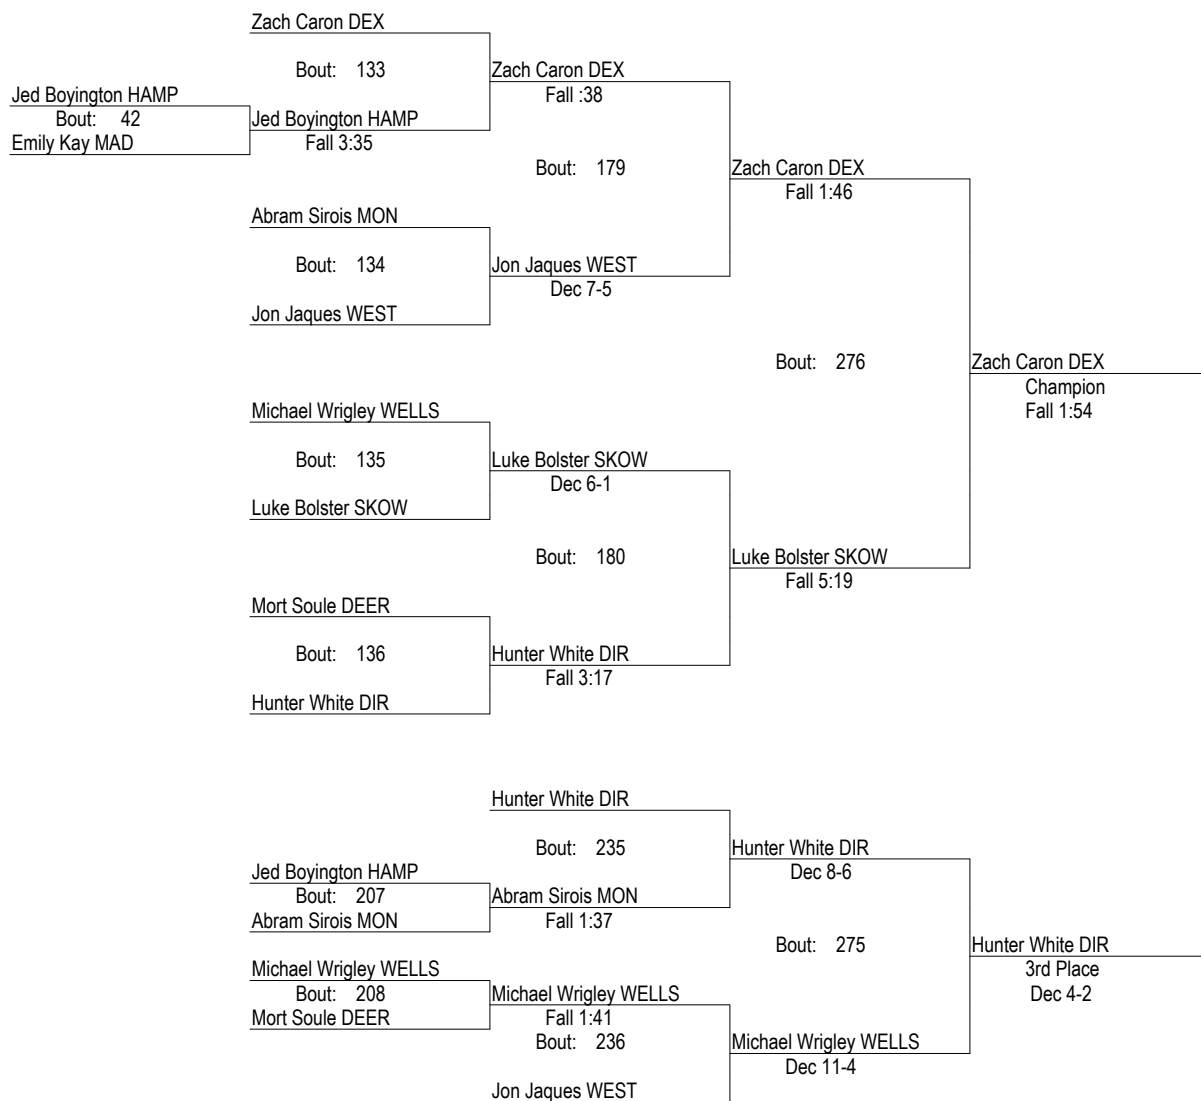 Zach Caron DEX
Bout: 133
Zach Caron DEX
Fall :38
Jed Boyington HAMP
Bout: 42
Emily Kay MAD
Jed Boyington HAMP
Fall 3:35
Bout: 179
Zach Caron DEX
Fall 1:46
Abram Sirois MON
Bout: 134
Jon Jaques WEST
Dec 7-5
Jon Jaques WEST
Bout: 276
Zach Caron DEX
Champion
Fall 1:54
Michael Wrigley WELLS
Bout: 135
Luke Bolster SKOW
Dec 6-1
Luke Bolster SKOW
Bout: 180
Luke Bolster SKOW
Fall 5:19
Mort Soule DEER
Bout: 136
Hunter White DIR
Fall 3:17
Hunter White DIR
Hunter White DIR
Bout: 235
Hunter White DIR
Dec 8-6
Jed Boyington HAMP
Bout: 207
Abram Sirois MON
Abram Sirois MON
Fall 1:37
Bout: 275
Hunter White DIR
3rd Place
Dec 4-2
Michael Wrigley WELLS
Bout: 208
Mort Soule DEER
Michael Wrigley WELLS
Fall 1:41
Bout: 236
Michael Wrigley WELLS
Dec 11-4
Jon Jaques WEST